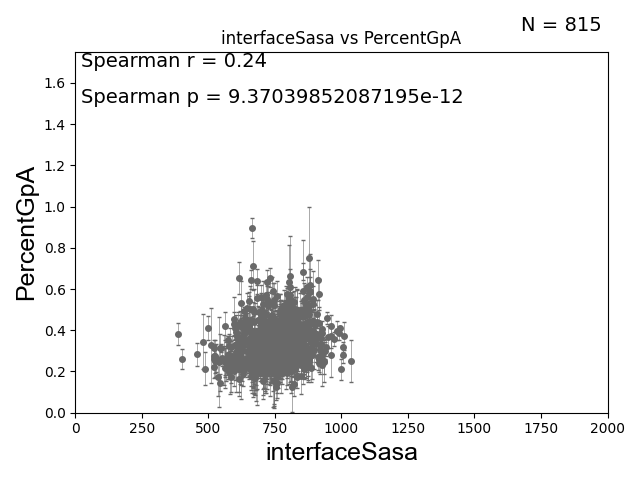 N = 815
interfaceSasa vs PercentGpA
Spearman r = 0.24
Spearman p = 9.37039852087195e-12
PercentGpA
1.6
1.4
1.2
1.0
0.8
0.6
0.4
0.2
0.0
0 250 500 750 1000 1250 1500 1750 2000
interfaceSasa